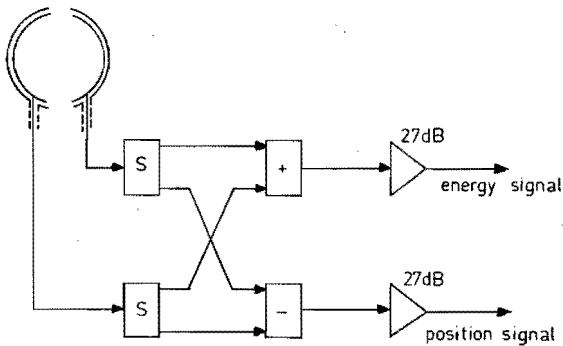 27dB
S
+
energy signal
27dB
S
−
position signal